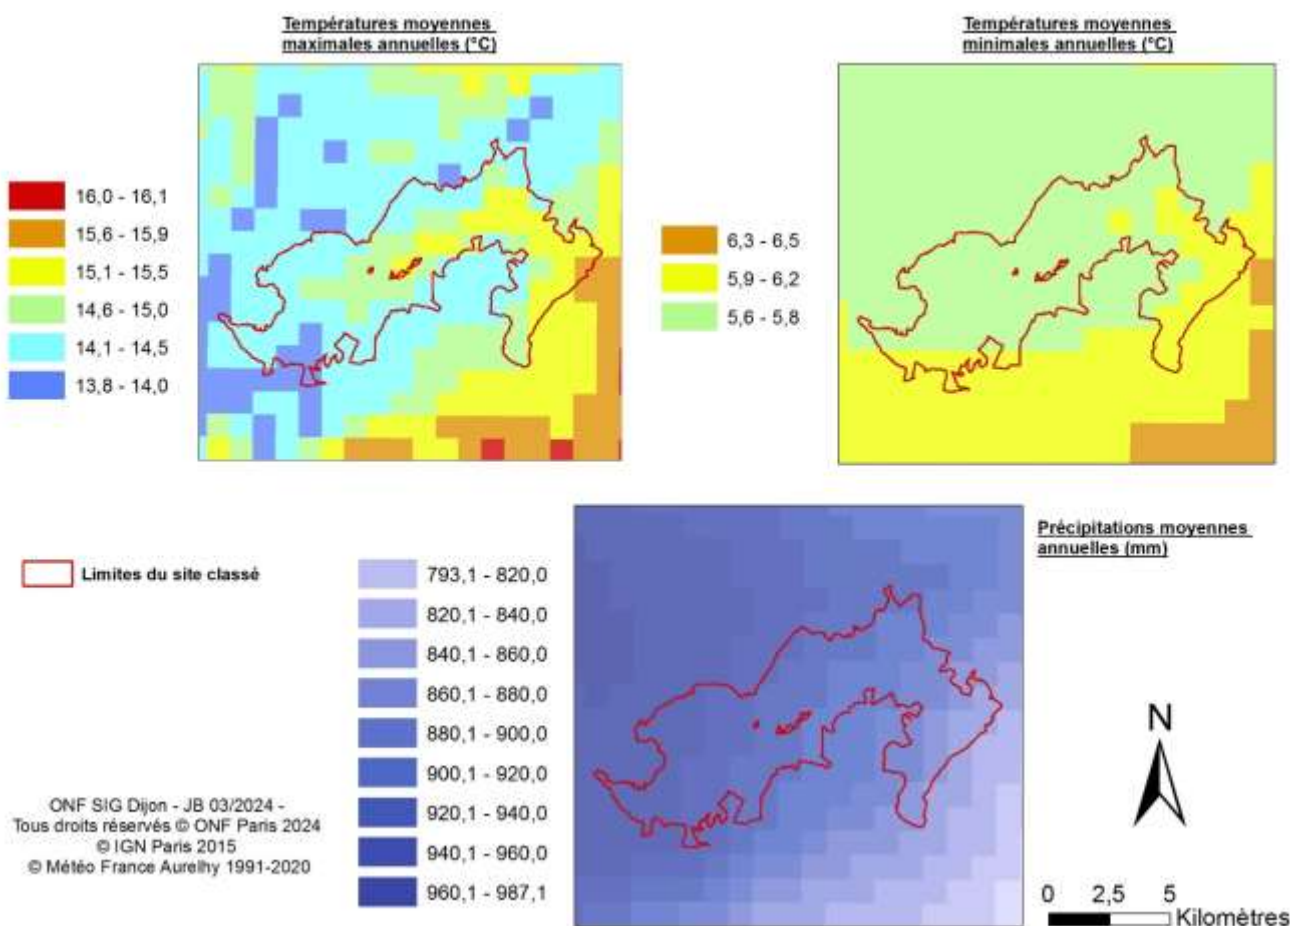 Températures moyennes
maximales annuelles (°C)
Températures moyennes
minimales annuelles (°C)
16,0 - 16,1
15,6 - 15,9
15,1 - 15,5
14,6 - 15,0
14,1 - 14,5
13,8 - 14,0
6,3 - 6,5
5,9 - 6,2
5,6 - 5,8
Limites du site classé
793,1 - 820,0
820,1 - 840,0
840,1 - 860,0
860,1 - 880,0
880,1 - 900,0
900,1 - 920,0
920,1 - 940,0
940,1 - 960,0
960,1 - 987,1
Précipitations moyennes
annuelles (mm)
ONF SIG Dijon - JB 03/2024 -
Tous droits réservés © ONF Paris 2024
© IGN Paris 2015
© Météo France Aurelhy 1991-2020
N
0 2,5 5
Kilomètres